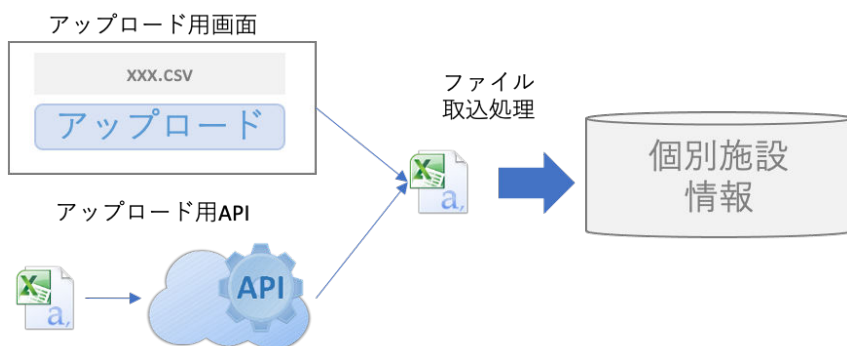 アップロード用画面
xxx.csv
アップロード
ファイル
取込処理
a,
個別施設
情報
アップロード用API
a,
API